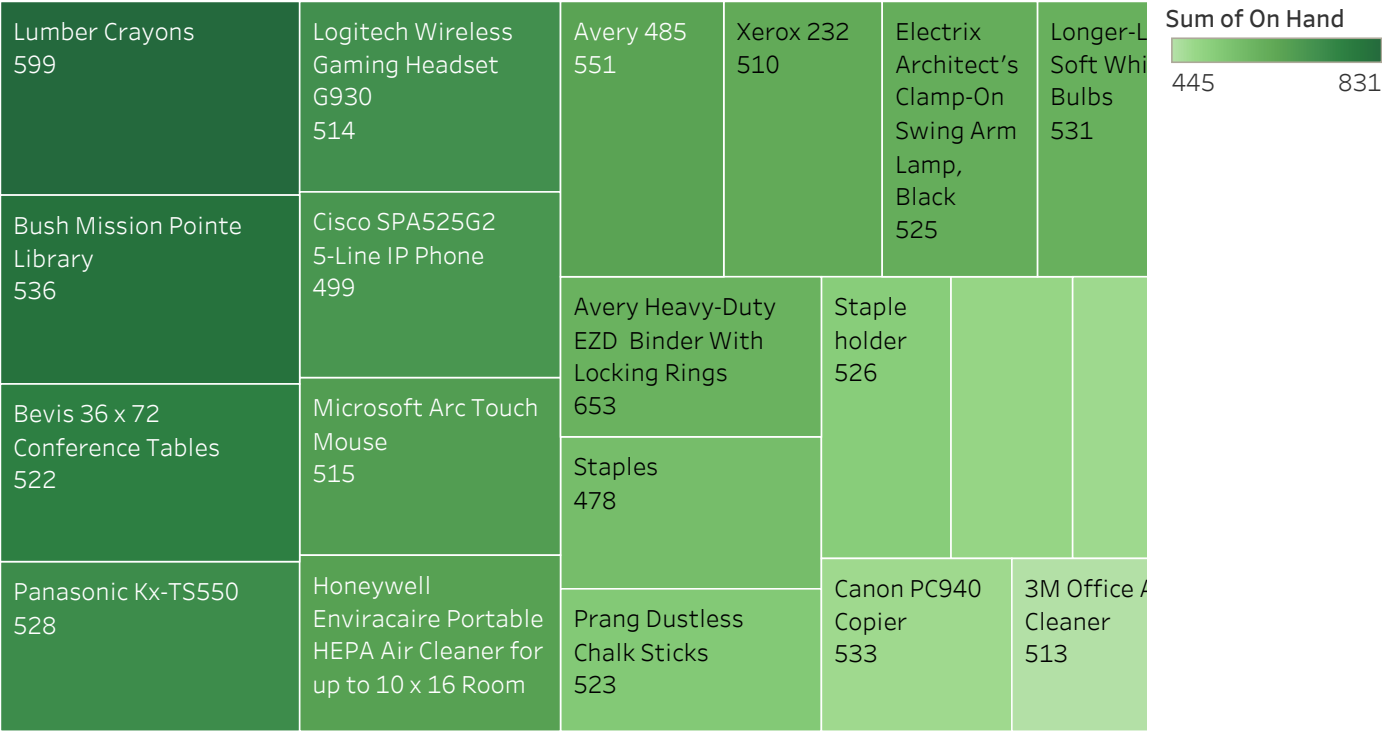 Lumber Crayons
599
Bush Mission Pointe
Library
536
Bevis 36 x 72
Conference Tables
522
Panasonic Kx-TS550
528
Logitech Wireless
Gaming Headset
G930
514
Cisco SPA525G2
5-Line IP Phone
499
Microsoft Arc Touch
Mouse
515
Honeywell
Enviracaire Portable
HEPA Air Cleaner for
up to 10 x 16 Room
Avery 485
551
Xerox 232
510
Electrix
Architect's
Clamp-On
Swing Arm
Lamp,
Black
525
Soft
Bulbs
531
Avery Heavy-Duty
EZD  Binder With
Locking Rings
653
Staples
478
Prang Dustless
Chalk Sticks
523
Staple
holder
526
Canon PC940
Copier
533
3M Office
Cleaner
513
Sum of On Hand
445 831